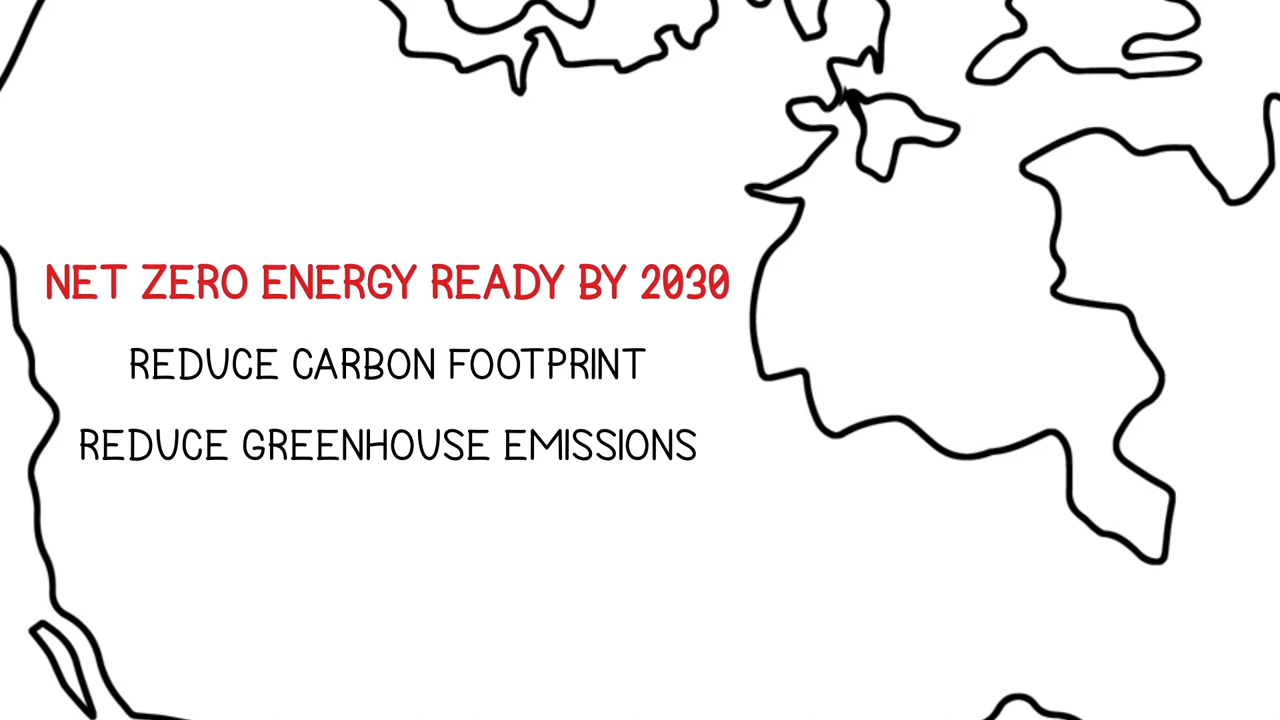 NET ZERO ENERGY READY BY 2030
REDUCE CARBON FOOTPRINT
REDUCE GREENHOUSE EMISSIONS